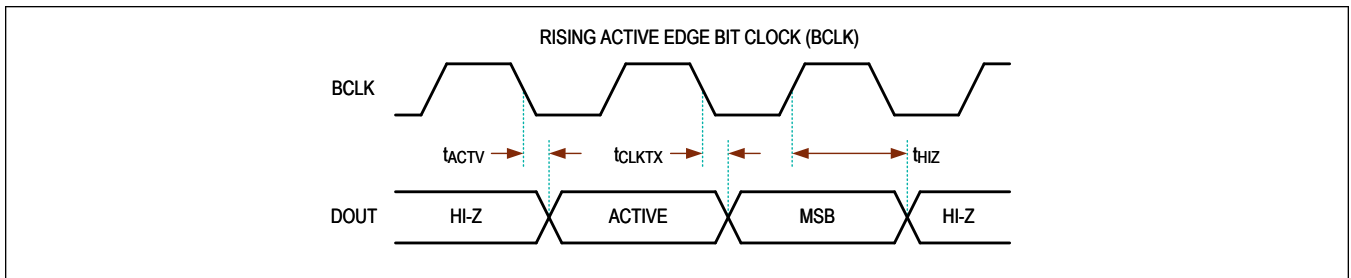 RISING ACTIVE EDGE BIT CLOCK (BCLK)
BCLK
tACTV
tCLKTX
tHIZ
DOUT
HI-Z
ACTIVE
MSB
HI-Z